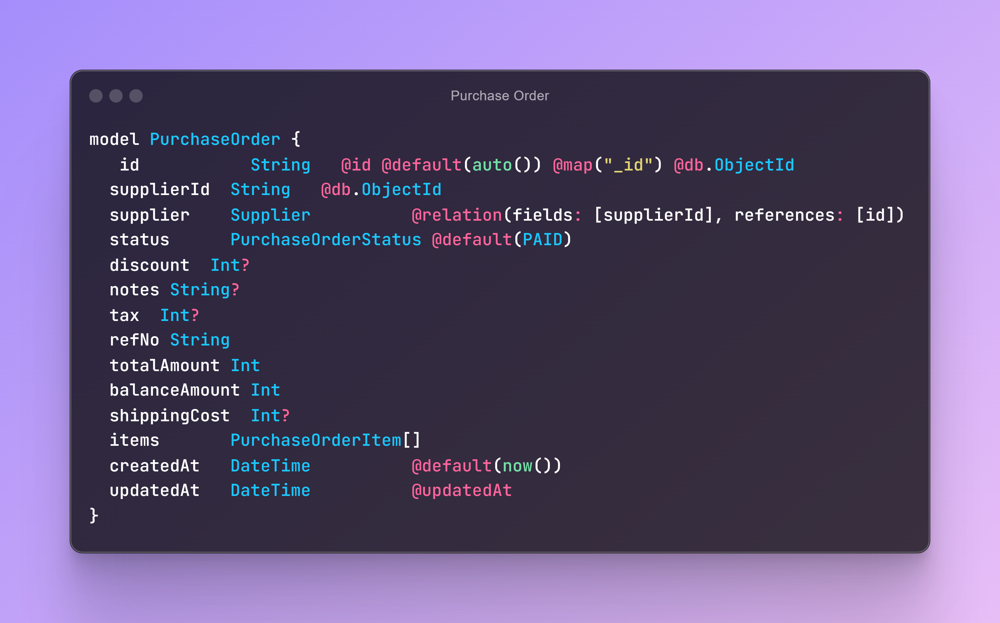 Purchase Order
model PurchaseOrder {
   id           String   @id @default(auto()) @map("_id") @db.ObjectId
  supplierId  String   @db.ObjectId
  supplier    Supplier          @relation(fields: [supplierId], references: [id])
  status      PurchaseOrderStatus @default(PAID)
  discount  Int?
  notes String?
  tax  Int?
  refNo String
  totalAmount Int
  balanceAmount Int
  shippingCost  Int?
  items       PurchaseOrderItem[]
  createdAt   DateTime          @default(now())
  updatedAt   DateTime          @updatedAt
}